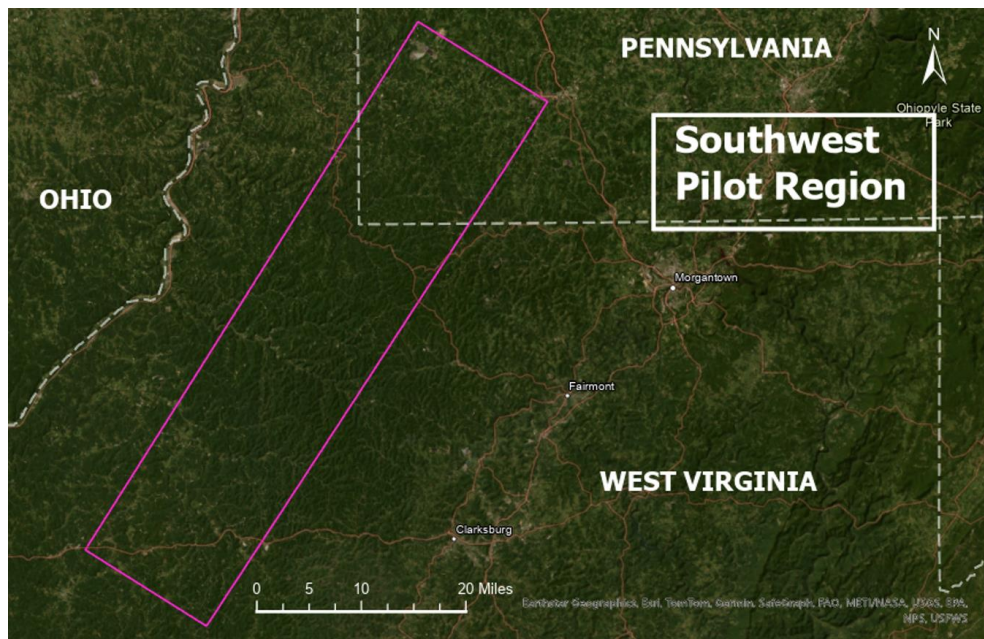 PENNSYLVANIA
N
Ohiopyle State
Park
Southwest
Pilot Region
OHIO
Morgantown
Fairmont
WEST VIRGINIA
Clarksburg
0 5 10 20 Miles
Earthstar Geographics, Esri, TomTom, Garmin, SafeGraph, FAO, METI/NASA, USGS, EPA,
NPS, USFWS